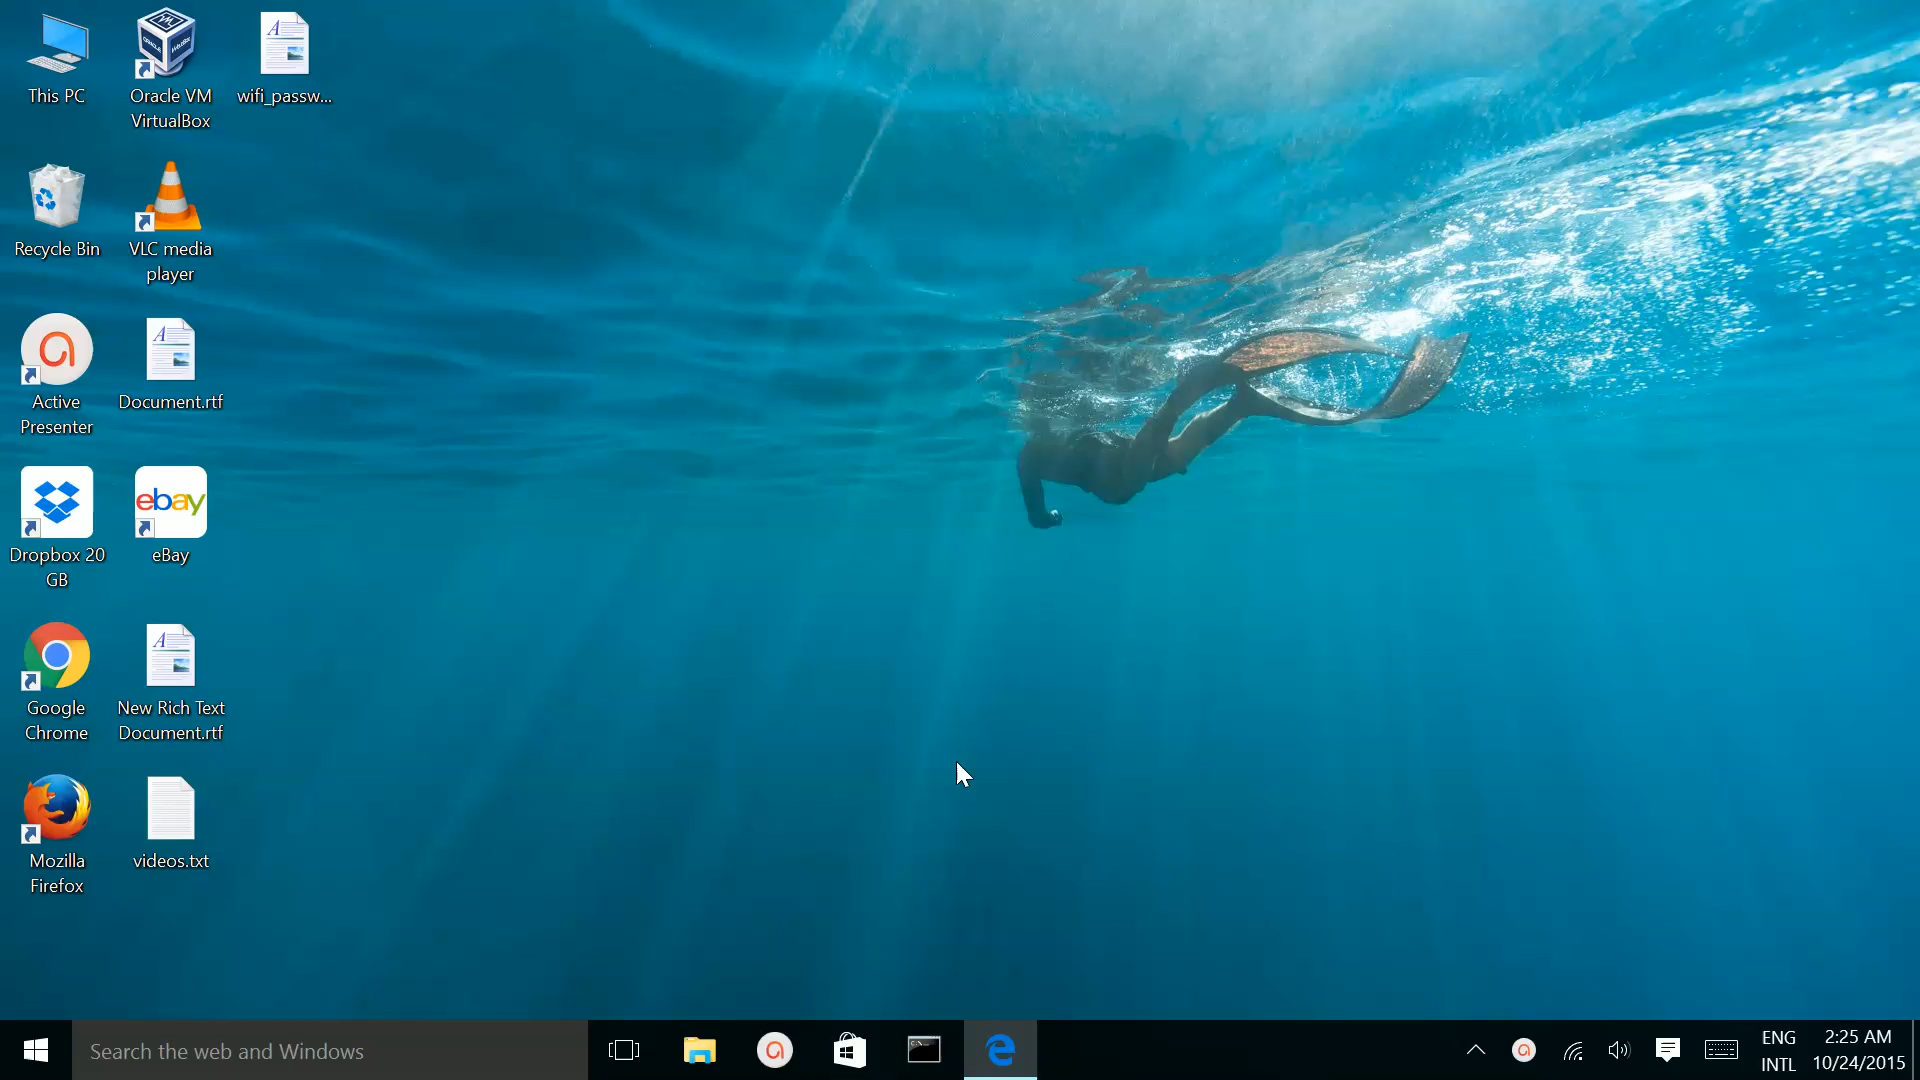 This PC
Oracle VM
VirtualBox
wifi_passw...
Recycle Bin
VLC media
player
Active
Presenter
Document.rtf
Dropbox 20
GB
ebay
eBay
Google
Chrome
New Rich Text
Document.rtf
Mozilla
Firefox
videos.txt
Search the web and Windows
ENG
INTL
2:25 AM
10/24/2015